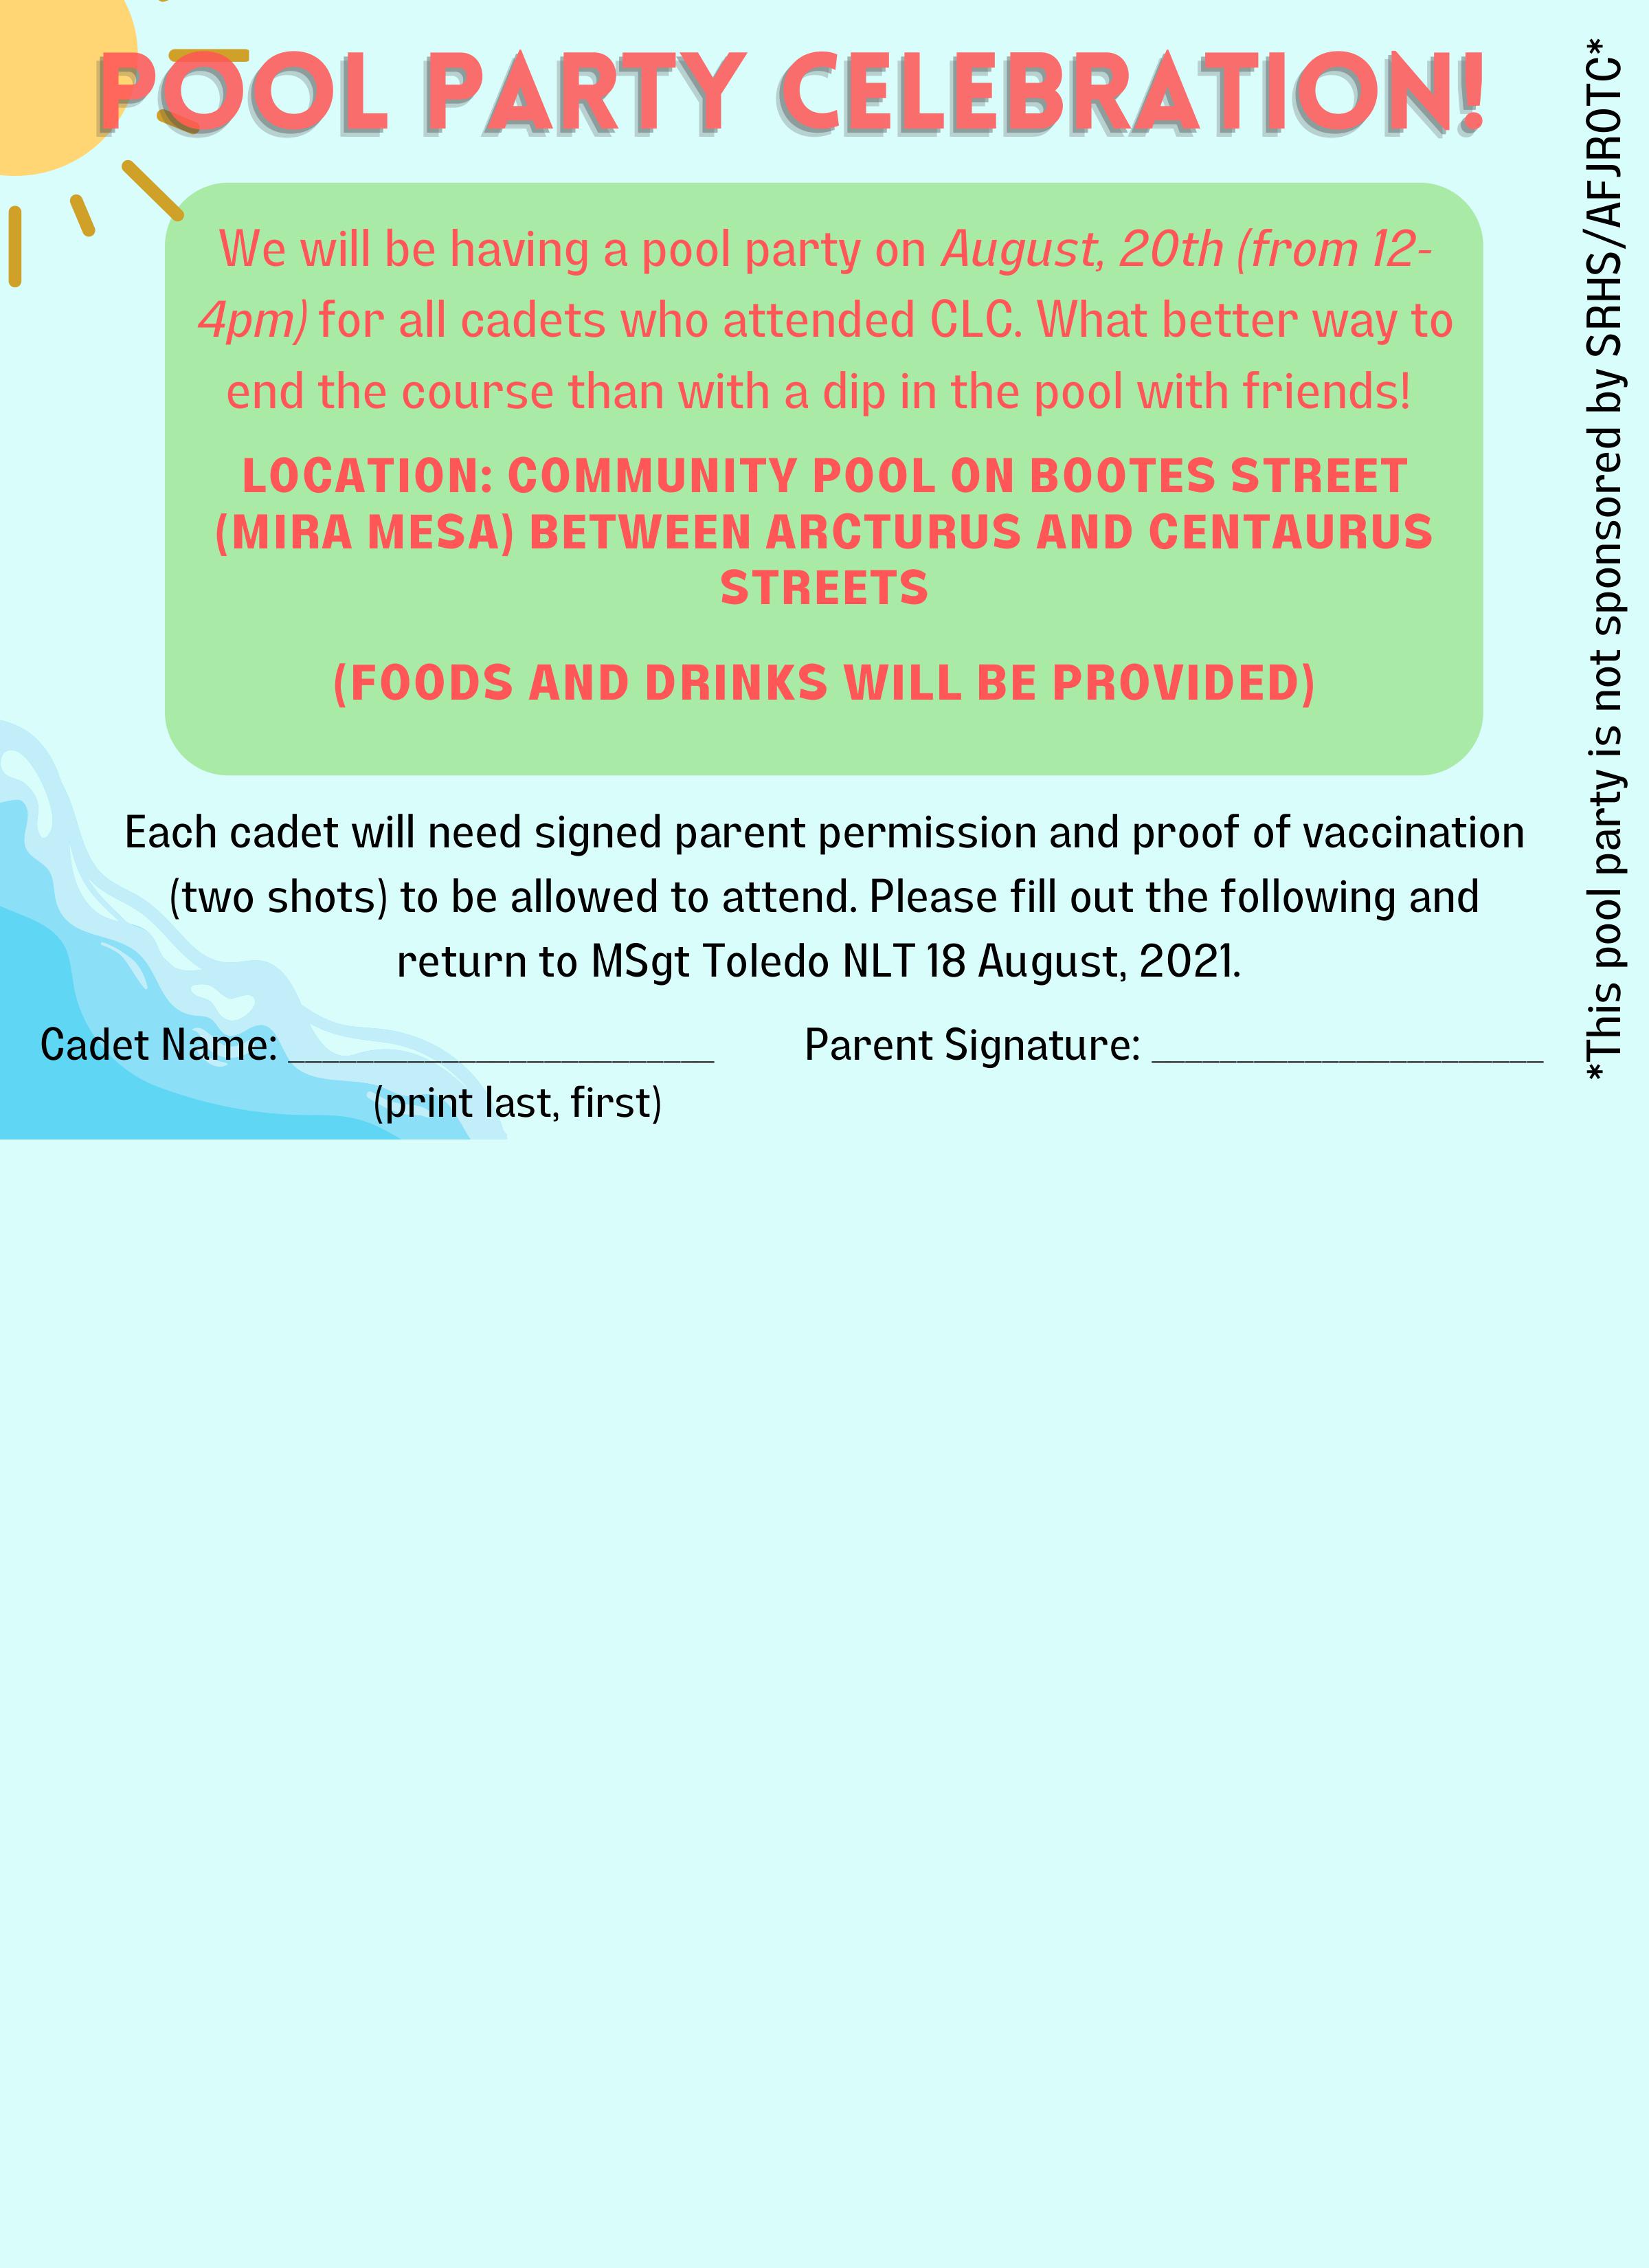 POOL PARTY CELEBRATION!
We will be having a pool party on August, 20th (from 12-
4pm) for all cadets who attended CLC. What better way to
end the course than with a dip in the pool with friends!
LOCATION: COMMUNITY POOL ON BOOTES STREET
(MIRA MESA) BETWEEN ARCTURUS AND CENTAURUS
STREETS
(FOODS AND DRINKS WILL BE PROVIDED)
Each cadet will need signed parent permission and proof of vaccination
(two shots) to be allowed to attend. Please fill out the following and
return to MSgt Toledo NLT 18 August, 2021.
Cadet Name: _________________________ Parent Signature: _______________________
(print last, first)
*This pool party is not sponsored by SRHS/AFJROTC*